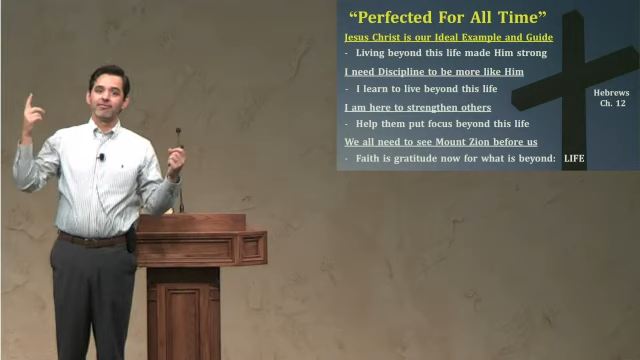 “Perfected For All Time”
Jesus Christ is our Ideal Example and Guide
- Living beyond this life made Him strong
I need Discipline to be more like Him
- I learn to live beyond this life
I am here to strengthen others
- Help them put focus beyond this life
We all need to see Mount Zion before us
- Faith is gratitude now for what is beyond: LIFE
Hebrews
Ch. 12